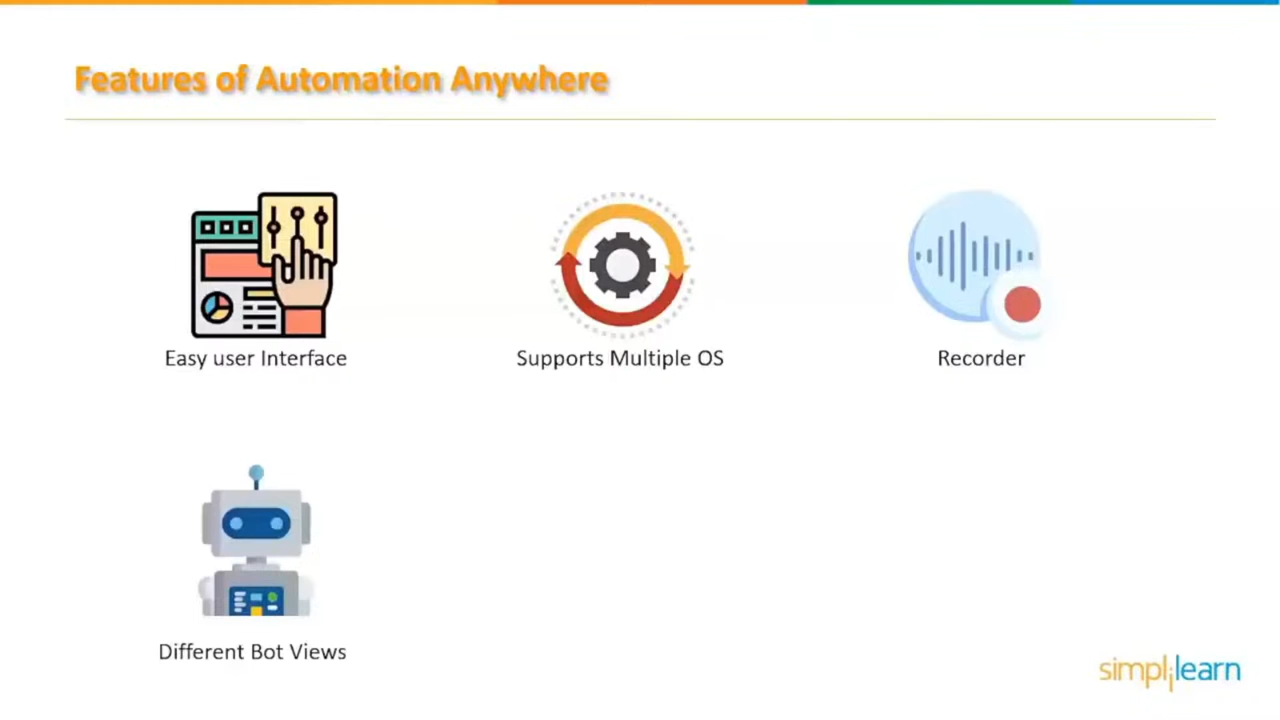 Features of Automation Anywhere
Easy user Interface
Supports Multiple OS
Recorder
Different Bot Views
simplilearn